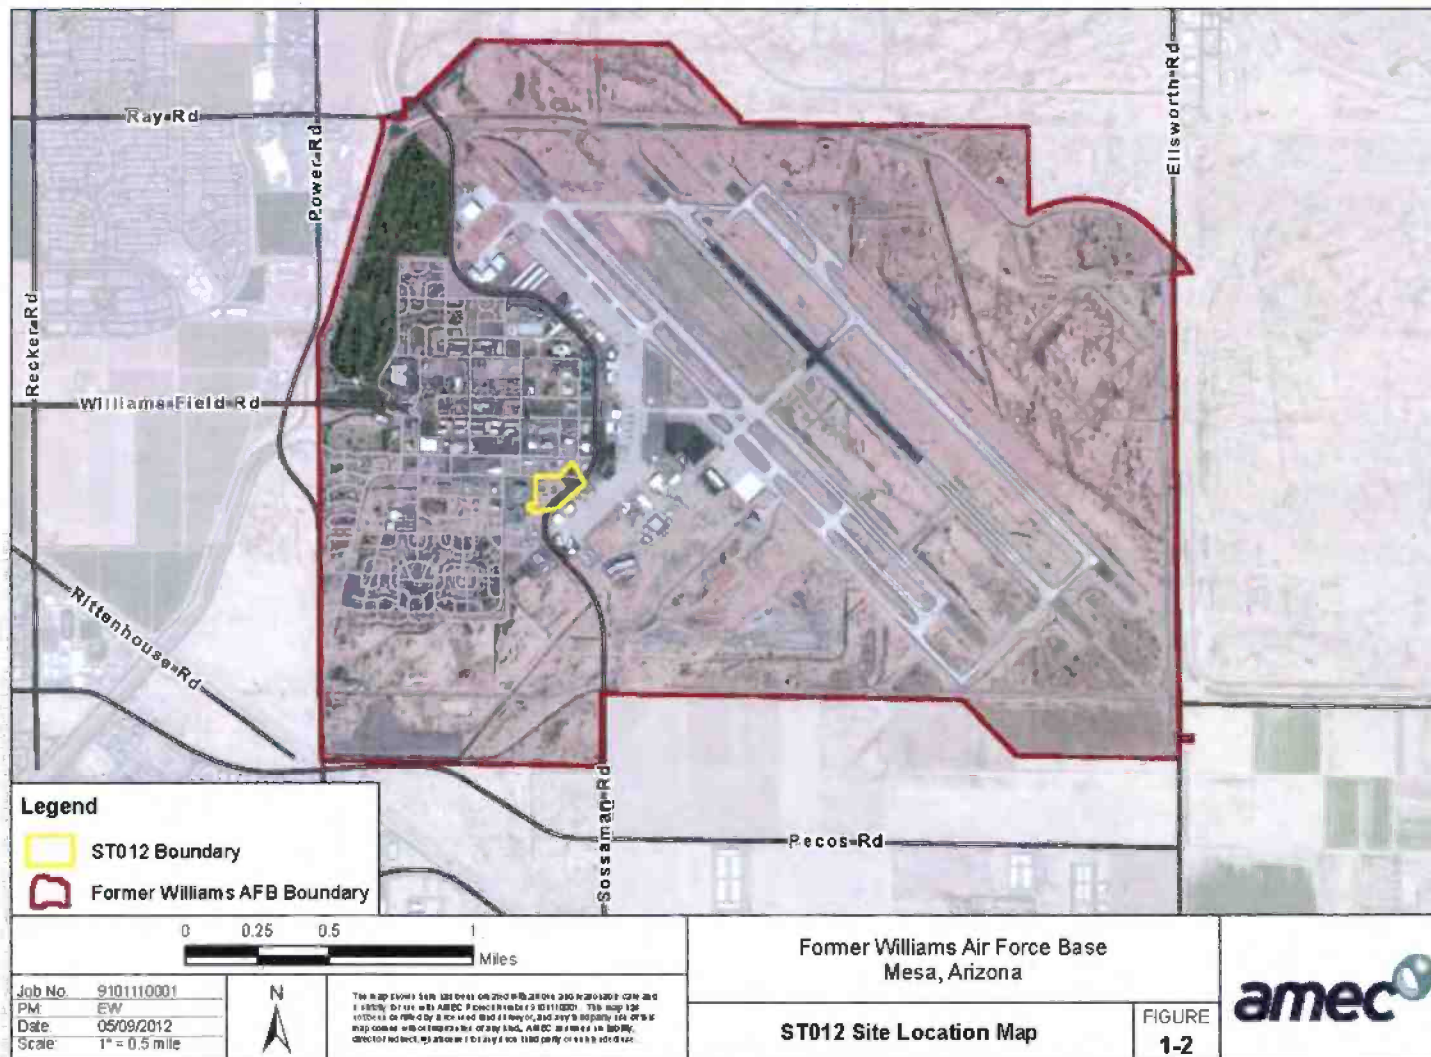 Ray Rd
Power Rd
Ellsworth Rd
Recker Rd
Williams Field Rd
Rittenhouse Rd
Sossaman Rd
Pecos Rd
Legend
ST012 Boundary
Former Williams AFB Boundary
0 0.25 0.5 1
Miles
Job No. 9101110001
PM: EW
Date: 05/09/2012
Scale: 1" = 0.5 mile
N
Former Williams Air Force Base
Mesa, Arizona
ST012 Site Location Map
FIGURE
1-2
amec